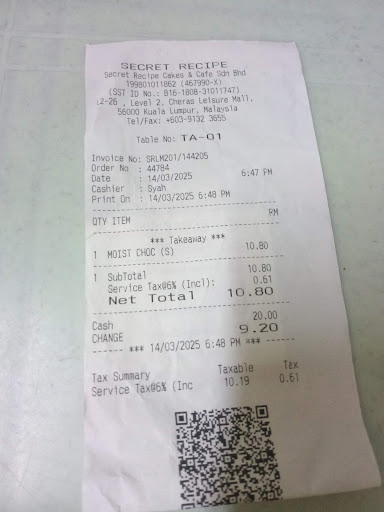 SECRET RECIPE
Secret Recipe Cakes & Cafe Sdn Bhd
199801011862 (467990-X)
(SST ID No.: B16-1808-31011747)
L2-26 , Level 2, Cheras Leisure Mall,
56000 Kuala Lumpur, Malaysia
Tel/Fax: +603-9132 3655
Table No: TA-01
Invoice No: SRLM201/144205
Order No : 44784
Date : 14/03/2025 6:47 PM
Cashier : Syah
Print On : 14/03/2025 6:48 PM
QTY ITEM RM
*** Takeaway ***
1 MOIST CHOC (S) 10.80
1 SubTotal 10.80
Service Tax@6% (Incl): 0.61
Net Total 10.80
Cash 20.00
CHANGE 9.20
------ *** 14/03/2025 6:48 PM *** ------
Tax Summary Taxable Tax
Service Tax@6% (Inc 10.19 0.61